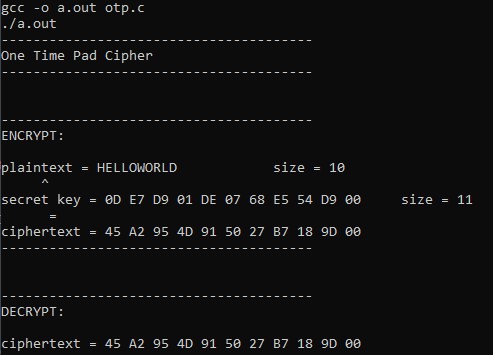 gcc -o a.out otp.c
./a.out
---------------------------------------
One Time Pad Cipher
---------------------------------------
---------------------------------------
ENCRYPT:
plaintext = HELLOWORLD            size = 10
     ^
secret key = 0D E7 D9 01 DE 07 68 E5 54 D9 00     size = 11
      =
ciphertext = 45 A2 95 4D 91 50 27 B7 18 9D 00
---------------------------------------
---------------------------------------
DECRYPT:
ciphertext = 45 A2 95 4D 91 50 27 B7 18 9D 00